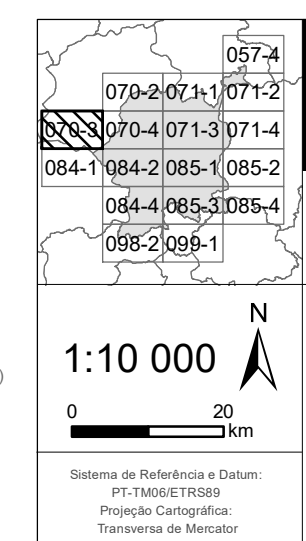 057-4
070-2 071-1 071-2
070-3 070-4 071-3 071-4
084-1 084-2 085-1 085-2
084-4 085-3 085-4
098-2 099-1
N
1:10 000
0 20
km
Sistema de Referência e Datum:
PT-TM06/ETRS89
Projeção Cartográfica:
Transversa de Mercator
)